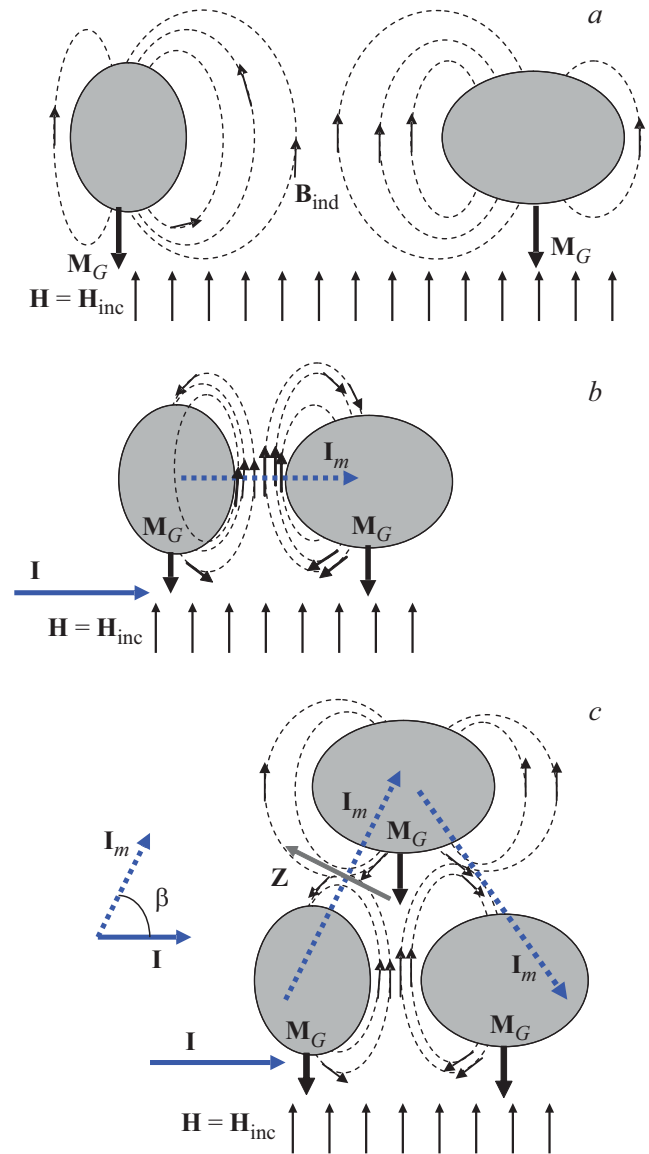 a
B_ind
M_G
M_G
H = H_inc
b
I_m
M_G
M_G
I
H = H_inc
c
I_m
I_m
M_G
Z
β
I
I_m
M_G
M_G
I
H = H_inc